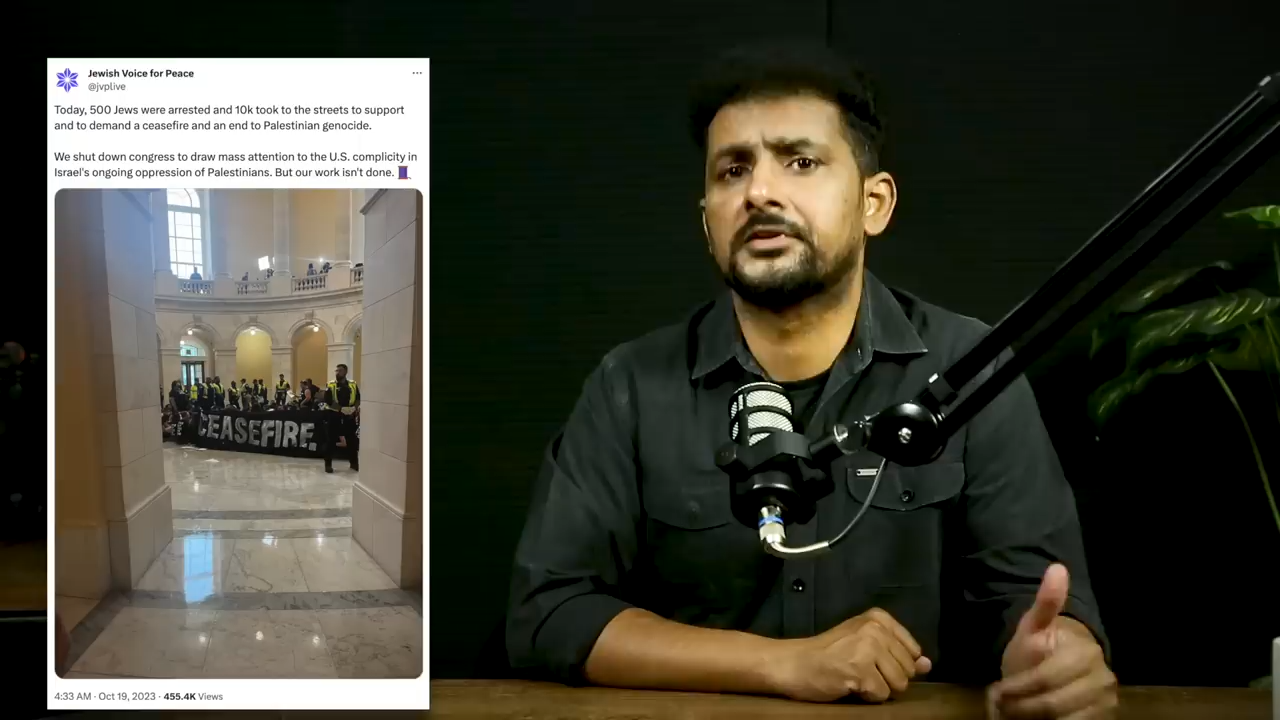 Jewish Voice for Peace
@jvplive
Today, 500 Jews were arrested and 10k took to the streets to support
and to demand a ceasefire and an end to Palestinian genocide.
We shut down congress to draw mass attention to the U.S. complicity in
Israel's ongoing oppression of Palestinians. But our work isn't done.
CEASEFIRE.
4:33 AM · Oct 19, 2023 · 455.4K Views